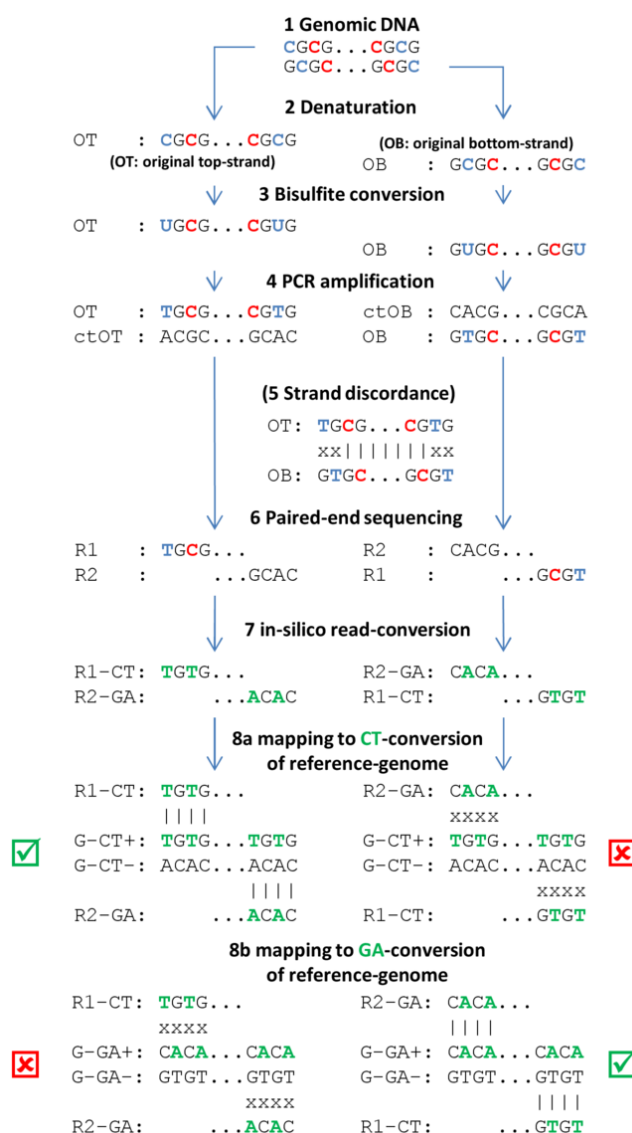 1 Genomic DNA
CGCG...CGCG
GCGC...GCGC
2 Denaturation
OT : CGCG...CGCG
(OT: original top-strand)
(OB: original bottom-strand)
OB : GCGC...GCGC
3 Bisulfite conversion
OT : UGCG...CGUG
OB : GUGC...GCGU
4 PCR amplification
OT : TGCG...CGTG ctOB : CACG...CGCA
ctOT : ACGC...GCAC OB : GTGC...GCGT
(5 Strand discordance)
OT: TGCG...CGTG
xx|||||||xx
OB: GTGC...GCGT
6 Paired-end sequencing
R1 : TGCG... R2 : CACG...
R2 : ...GCAC R1 : ...GCGT
7 in-silico read-conversion
R1-CT: TGTG... R2-GA: CACA...
R2-GA: ...ACAC R1-CT: ...GTGT
8a mapping to CT-conversion
of reference-genome
R1-CT: TGTG... R2-GA: CACA...
|||| xxxx
G-CT+: TGTG...TGTG G-CT+: TGTG...TGTG
G-CT-: ACAC...ACAC G-CT-: ACAC...ACAC
|||| xxxx
R2-GA: ...ACAC R1-CT: ...GTGT
8b mapping to GA-conversion
of reference-genome
R1-CT: TGTG... R2-GA: CACA...
xxxx ||||
G-GA+: CACA...CACA G-GA+: CACA...CACA
G-GA-: GTGT...GTGT G-GA-: GTGT...GTGT
xxxx ||||
R2-GA: ...ACAC R1-CT: ...GTGT